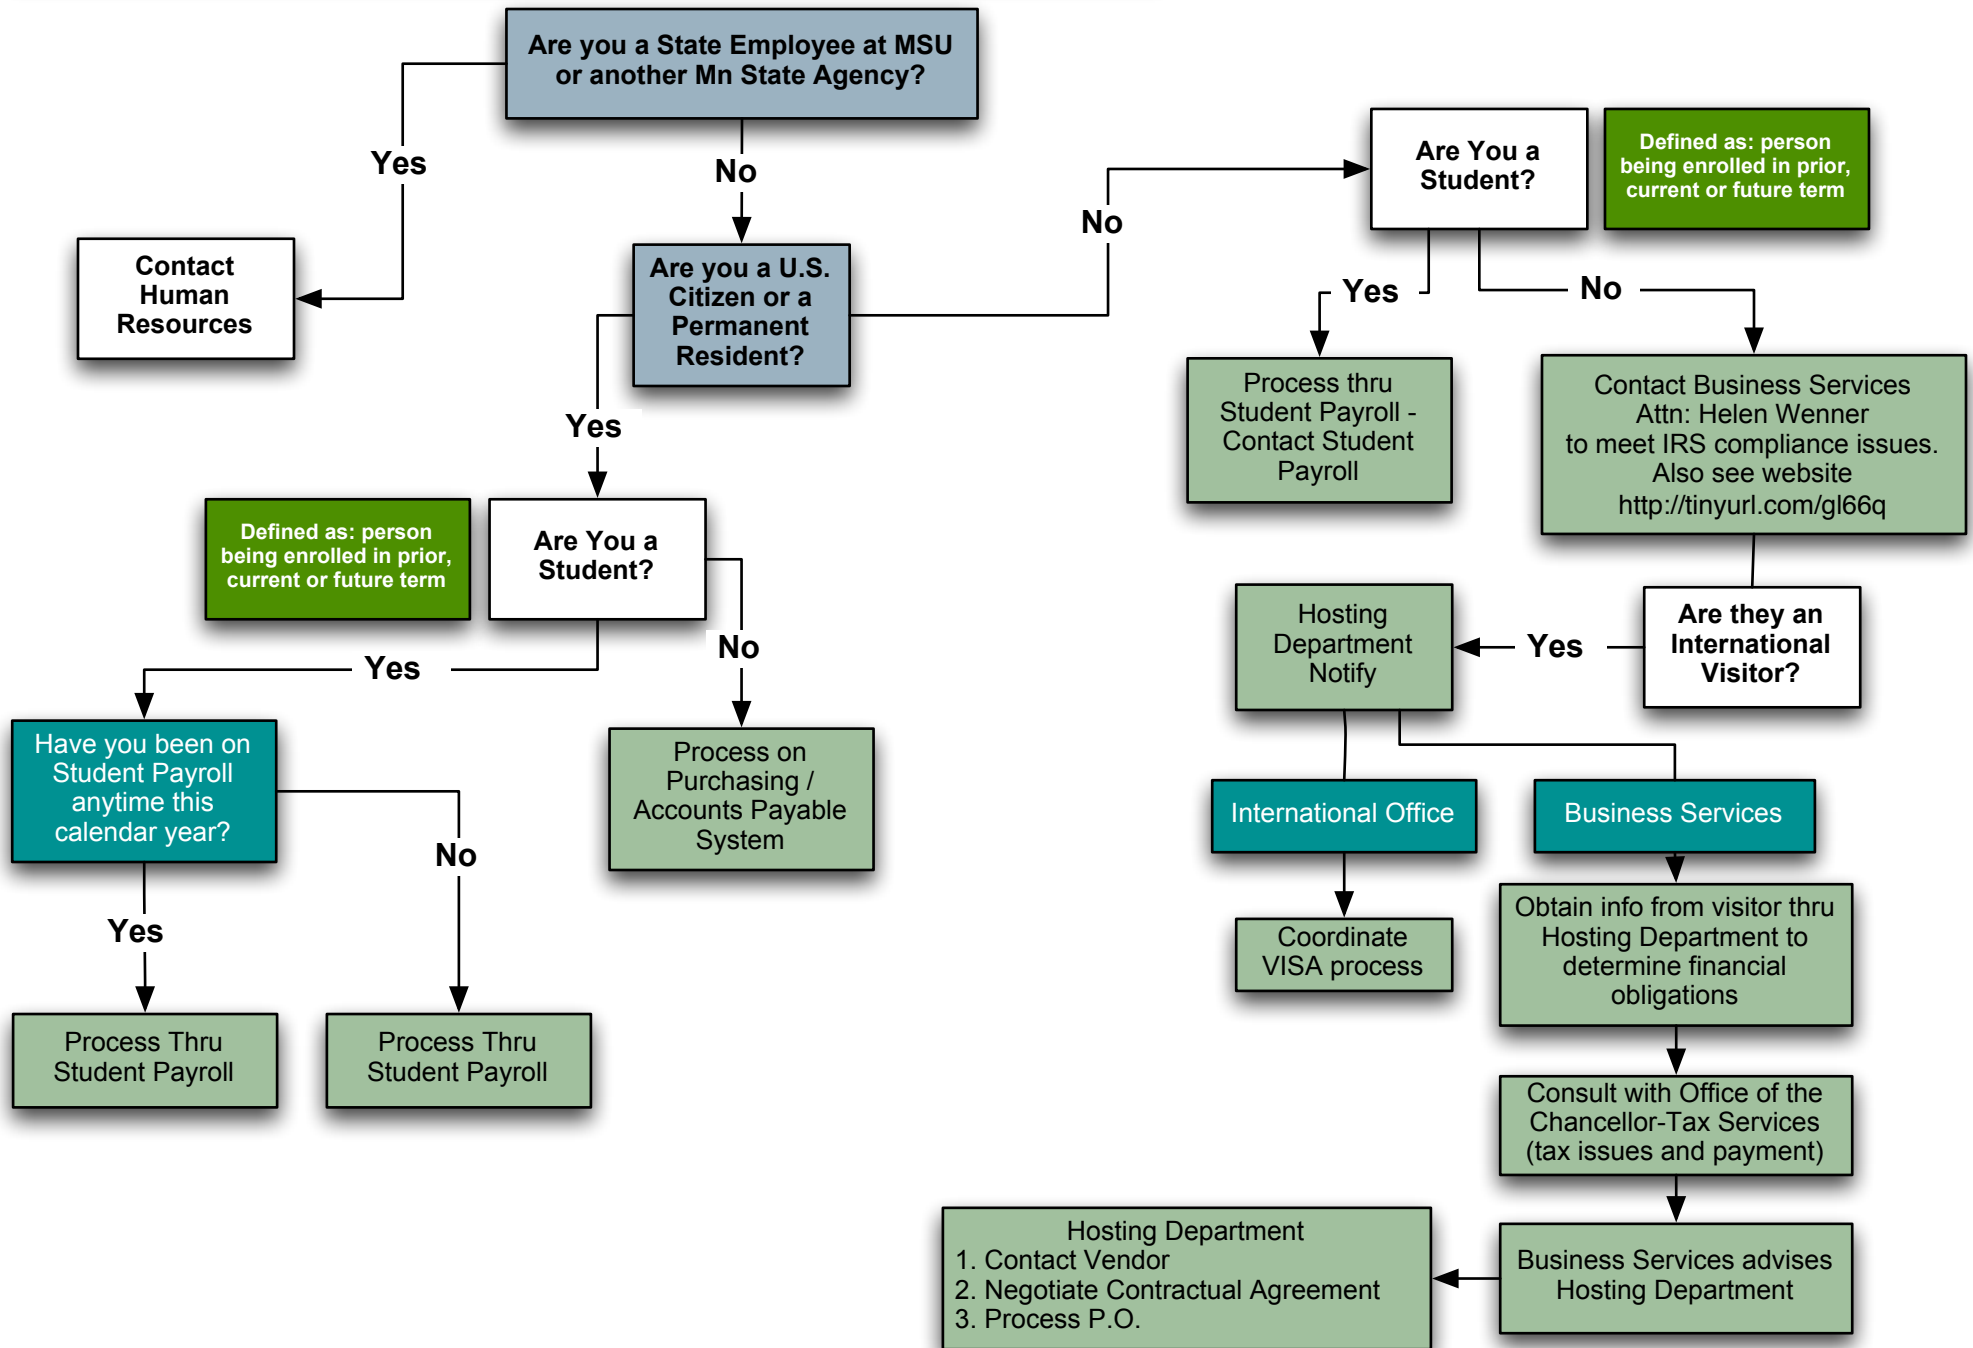 Are you a State Employee at MSU
or another Mn State Agency?
Yes
No
Contact
Human
Resources
Are you a U.S.
Citizen or a
Permanent
Resident?
No
Are You a
Student?
Defined as: person
being enrolled in prior,
current or future term
Yes
No
Process thru
Student Payroll -
Contact Student
Payroll
Contact Business Services
Attn: Helen Wenner
to meet IRS compliance issues.
Also see website
http://tinyurl.com/gl66q
Yes
Defined as: person
being enrolled in prior,
current or future term
Are You a
Student?
Yes
No
Have you been on
Student Payroll
anytime this
calendar year?
Process on
Purchasing /
Accounts Payable
System
Yes
No
Process Thru
Student Payroll
Process Thru
Student Payroll
Are they an
International
Visitor?
Yes
Hosting
Department
Notify
International Office
Business Services
Coordinate
VISA process
Obtain info from visitor thru
Hosting Department to
determine financial
obligations
Consult with Office of the
Chancellor-Tax Services
(tax issues and payment)
Business Services advises
Hosting Department
Hosting Department
1. Contact Vendor
2. Negotiate Contractual Agreement
3. Process P.O.